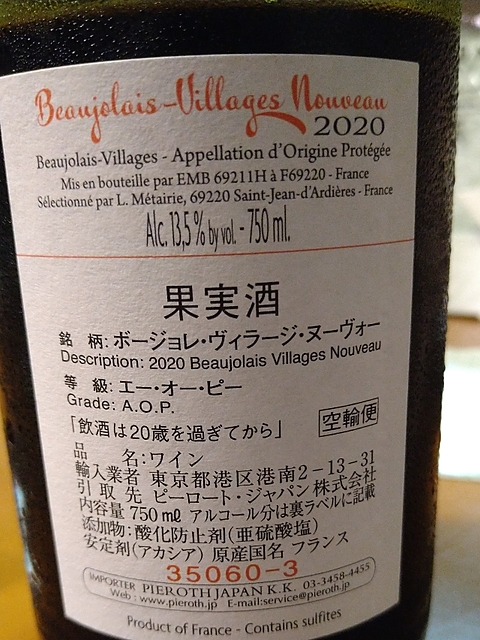 Beaujolais-Villages Nouveau
2020
Beaujolais-Villages - Appellation d'Origine Protégée
Mis en bouteille par EMB 69211H à F69220 - France
Sélectionné par L. Métairie, 69220 Saint-Jean-d'Ardières - France
Alc. 13,5 % by vol. - 750 ml.
果実酒
銘 柄: ボージョレ・ヴィラージ・ヌーヴォー
Description: 2020 Beaujolais Villages Nouveau
等 級: エー・オー・ピー
Grade: A.O.P.
「飲酒は20歳を過ぎてから」 空輸便
品 名:ワイン
輸入業者 東京都港区港南2-13-31
引 取 先 ピーロート・ジャパン株式会社
内容量 750㎖ アルコール分は裏ラベルに記載
添加物:酸化防止剤(亜硫酸塩)
安定剤(アカシア) 原産国名 フランス
35060-3
IMPORTER PIEROTH JAPAN K.K. 03-3458-4455
Web : www.pieroth.jp E-mail:service@pieroth.jp
Product of France - Contains sulfites